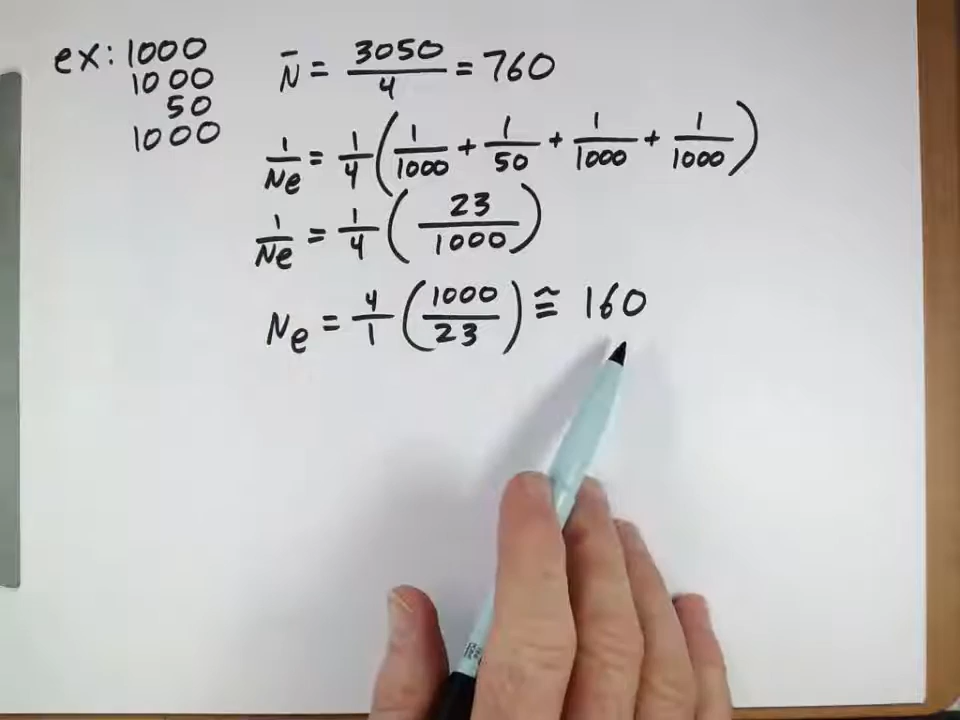 ex: 1000
1000
50
1000
N̄ = 3050/4 = 760
1/Ne = 1/4 (1/1000 + 1/50 + 1/1000 + 1/1000)
1/Ne = 1/4 (23/1000)
Ne = 4/1 (1000/23) ≅ 160